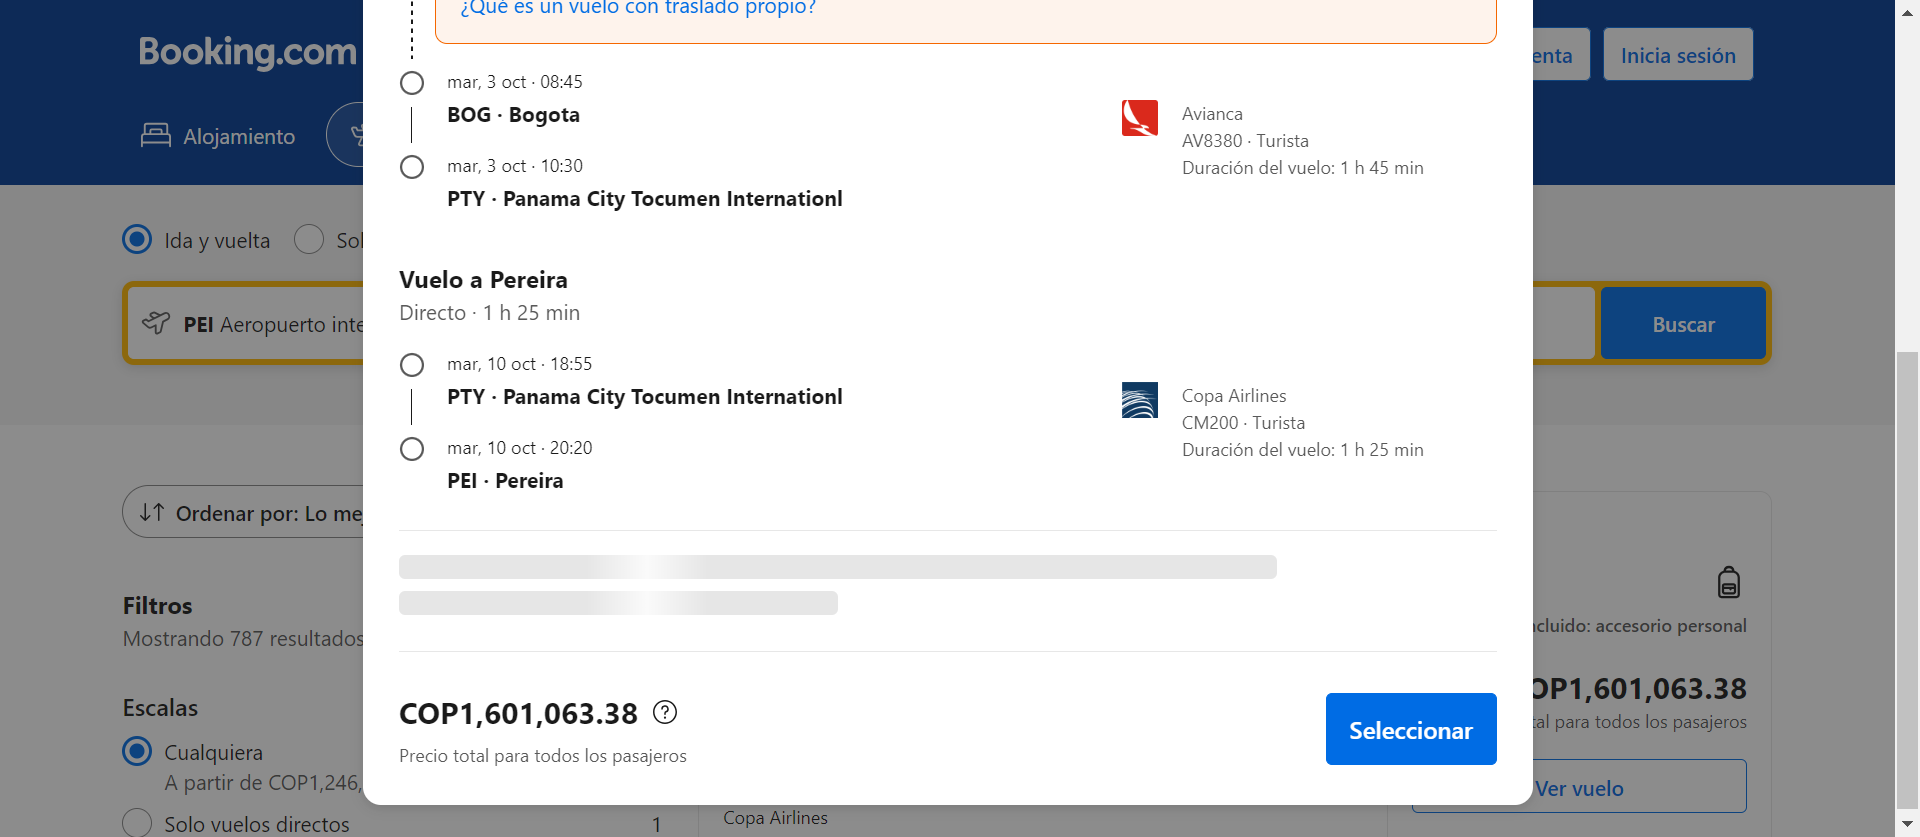 ¿Qué es un vuelo con traslado propio?
Booking.com
enta
Inicia sesión
Alojamiento
mar, 3 oct · 08:45
BOG · Bogota
Avianca
AV8380 · Turista
Duración del vuelo: 1 h 45 min
mar, 3 oct · 10:30
PTY · Panama City Tocumen Internationl
Ida y vuelta
Sol
Vuelo a Pereira
Directo · 1 h 25 min
PEI Aeropuerto inte
Buscar
mar, 10 oct · 18:55
PTY · Panama City Tocumen Internationl
Copa Airlines
CM200 · Turista
Duración del vuelo: 1 h 25 min
mar, 10 oct · 20:20
PEI · Pereira
Ordenar por: Lo mej
Filtros
Mostrando 787 resultados
ncluido: accesorio personal
Escalas
Cualquiera
A partir de COP1,246,
Solo vuelos directos
1
COP1,601,063.38
?
Precio total para todos los pasajeros
Seleccionar
OP1,601,063.38
tal para todos los pasajeros
Ver vuelo
Copa Airlines